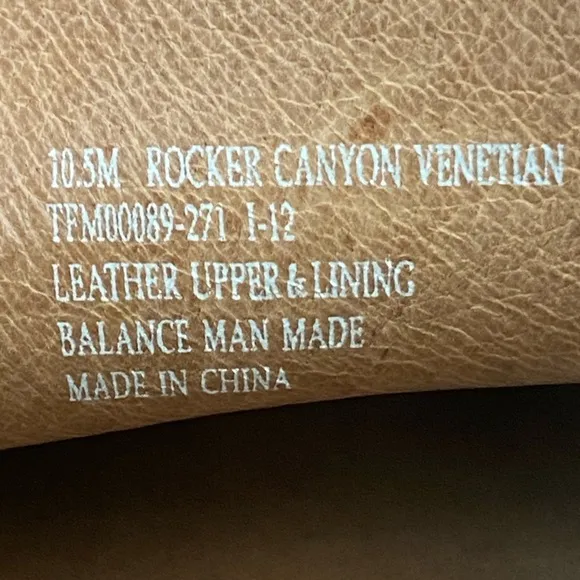 10.5M ROCKER CANYON VENETIAN
TFM00089-271 I-12
LEATHER UPPER & LINING
BALANCE MAN MADE
MADE IN CHINA